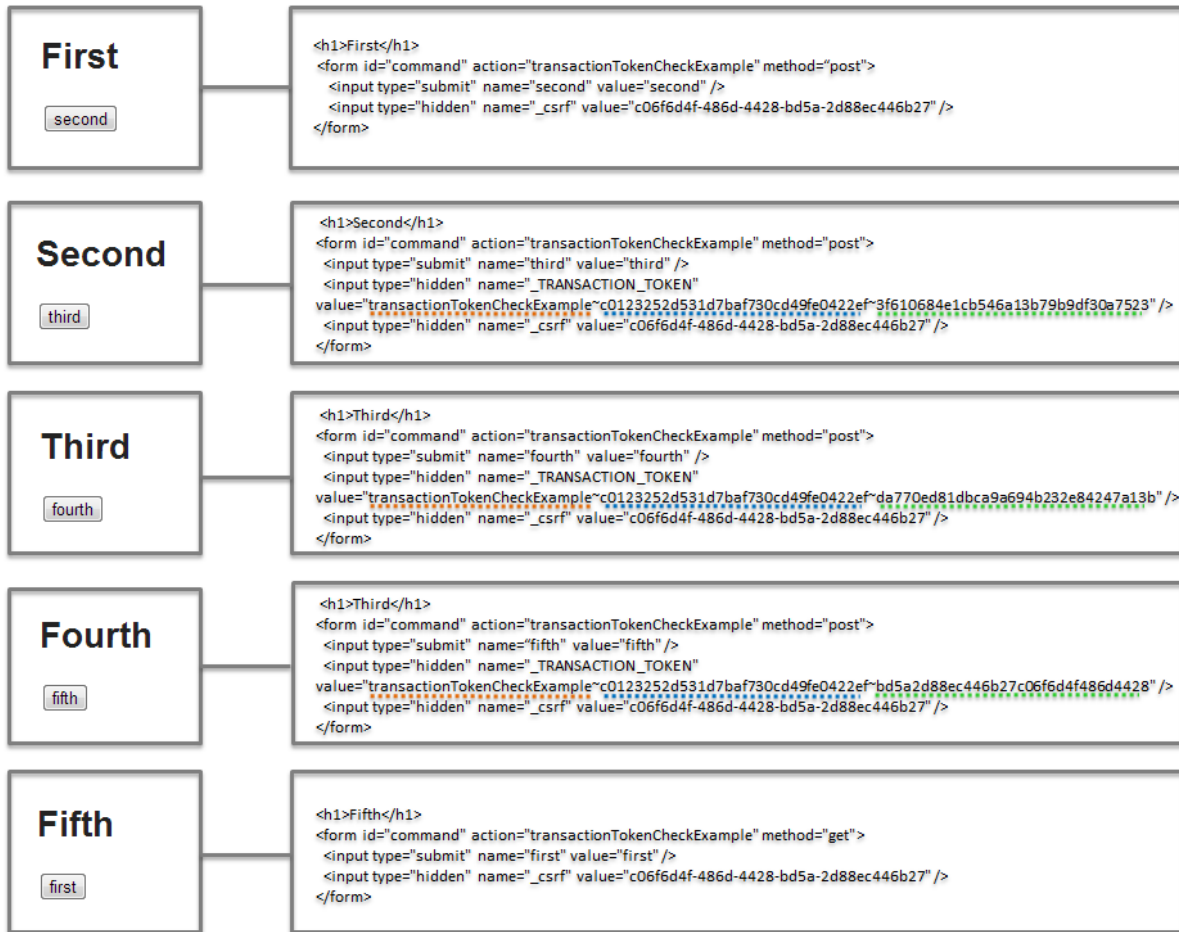 First
second
<h1>First</h1>
<form id="command" action="transactionTokenCheckExample" method=“post">
<input type="submit" name="second" value="second" />
<input type="hidden" name="_csrf" value="c06f6d4f-486d-4428-bd5a-2d88ec446b27" />
</form>
Second
third
<h1>Second</h1>
<form id="command" action="transactionTokenCheckExample" method="post">
<input type="submit" name="third" value="third" />
<input type="hidden" name="_TRANSACTION_TOKEN"
value="transactionTokenCheckExample~c0123252d531d7baf730cd49fe0422ef~3f610684e1cb546a13b79b9df30a7523" />
<input type="hidden" name="_csrf" value="c06f6d4f-486d-4428-bd5a-2d88ec446b27" />
</form>
Third
fourth
<h1>Third</h1>
<form id="command" action="transactionTokenCheckExample" method="post">
<input type="submit" name="fourth" value="fourth" />
<input type="hidden" name="_TRANSACTION_TOKEN"
value="transactionTokenCheckExample~c0123252d531d7baf730cd49fe0422ef~da770ed81dbca9a694b232e84247a13b" />
<input type="hidden" name="_csrf" value="c06f6d4f-486d-4428-bd5a-2d88ec446b27" />
</form>
Fourth
fifth
<h1>Third</h1>
<form id="command" action="transactionTokenCheckExample" method="post">
<input type="submit" name=“fifth" value="fifth" />
<input type="hidden" name="_TRANSACTION_TOKEN"
value="transactionTokenCheckExample~c0123252d531d7baf730cd49fe0422ef~bd5a2d88ec446b27c06f6d4f486d4428" />
<input type="hidden" name="_csrf" value="c06f6d4f-486d-4428-bd5a-2d88ec446b27" />
</form>
Fifth
first
<h1>Fifth</h1>
<form id="command" action="transactionTokenCheckExample" method="get">
<input type="submit" name="first" value="first" />
<input type="hidden" name="_csrf" value="c06f6d4f-486d-4428-bd5a-2d88ec446b27" />
</form>